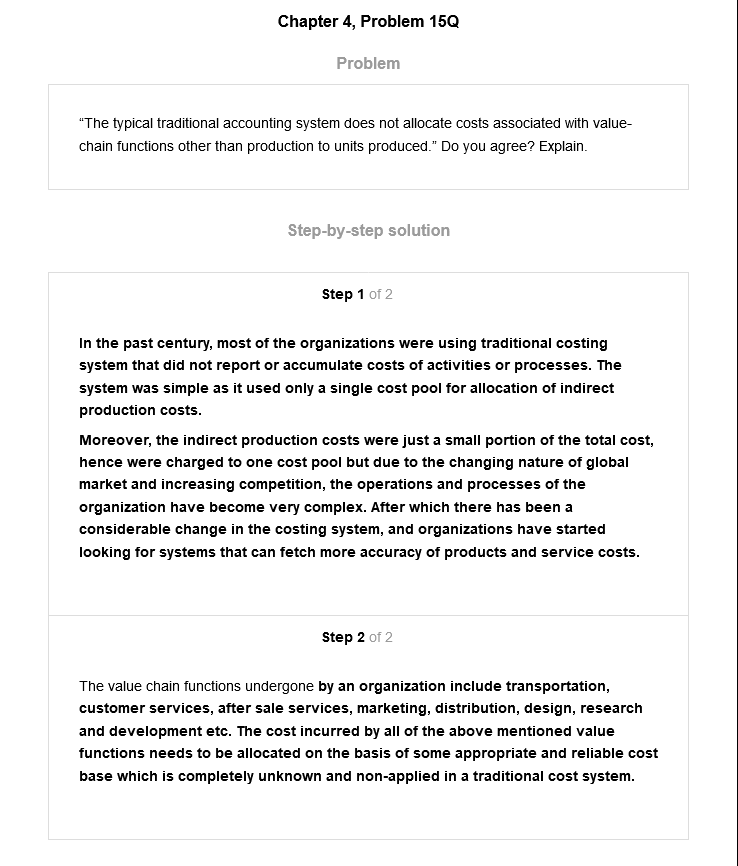 Chapter 4, Problem 15Q
Problem
“The typical traditional accounting system does not allocate costs associated with value-
chain functions other than production to units produced.” Do you agree? Explain.
Step-by-step solution
Step 1 of 2
In the past century, most of the organizations were using traditional costing
system that did not report or accumulate costs of activities or processes. The
system was simple as it used only a single cost pool for allocation of indirect
production costs.
Moreover, the indirect production costs were just a small portion of the total cost,
hence were charged to one cost pool but due to the changing nature of global
market and increasing competition, the operations and processes of the
organization have become very complex. After which there has been a
considerable change in the costing system, and organizations have started
looking for systems that can fetch more accuracy of products and service costs.
Step 2 of 2
The value chain functions undergone by an organization include transportation,
customer services, after sale services, marketing, distribution, design, research
and development etc. The cost incurred by all of the above mentioned value
functions needs to be allocated on the basis of some appropriate and reliable cost
base which is completely unknown and non-applied in a traditional cost system.